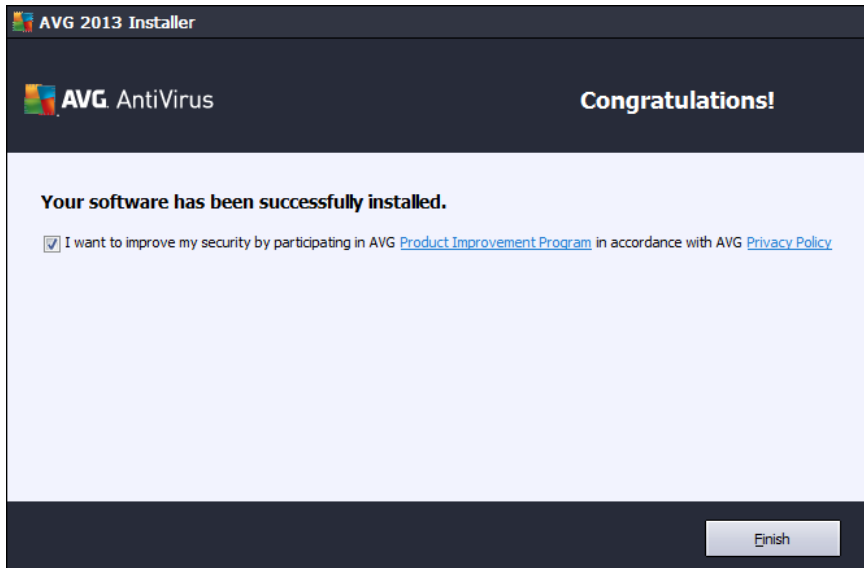 AVG 2013 Installer
AVG. AntiVirus
Congratulations!
Your software has been successfully installed.
I want to improve my security by participating in AVG Product Improvement Program in accordance with AVG Privacy Policy
Finish